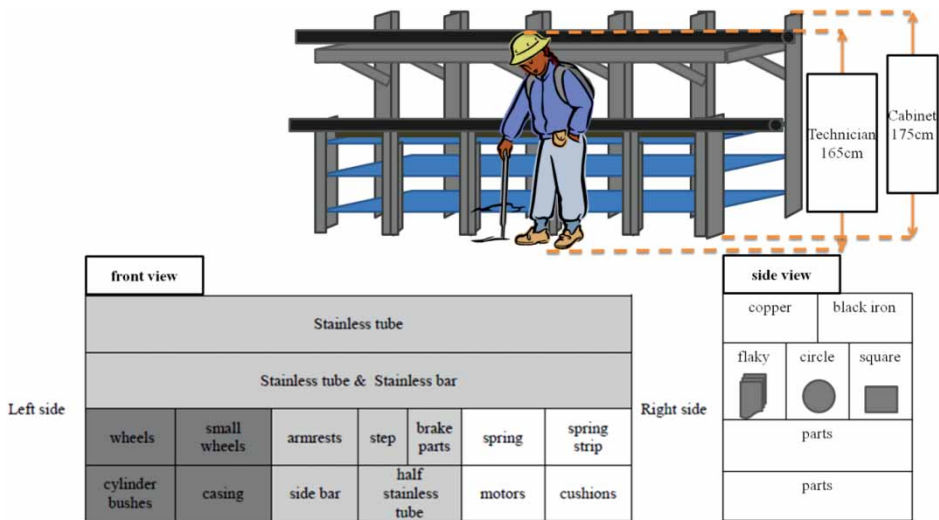 Technician
165cm
Cabinet
175cm
front view
side view
Stainless tube
Stainless tube & Stainless bar
Left side
wheels
small
wheels
armrests
step
brake
parts
spring
spring
strip
cylinder
bushes
casing
side bar
half
stainless
tube
motors
cushions
Right side
copper
black iron
flaky
circle
square
parts
parts